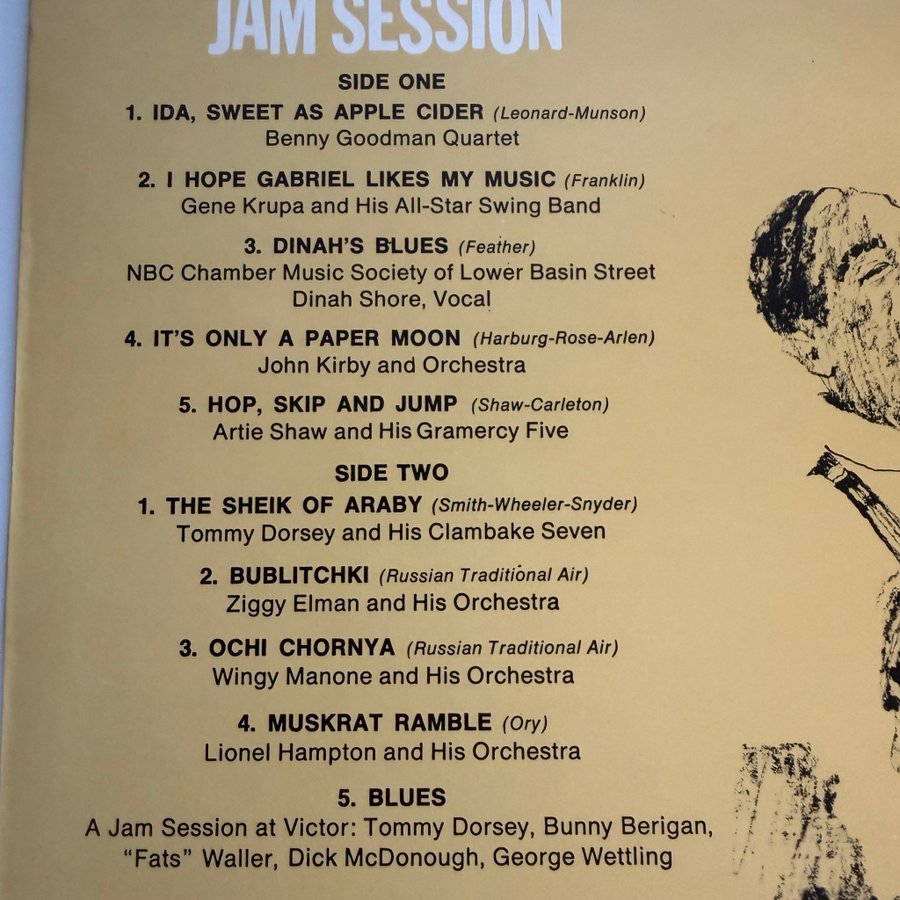 JAM SESSION
SIDE ONE
1. IDA, SWEET AS APPLE CIDER (Leonard-Munson)
Benny Goodman Quartet
2. I HOPE GABRIEL LIKES MY MUSIC (Franklin)
Gene Krupa and His All-Star Swing Band
3. DINAH'S BLUES (Feather)
NBC Chamber Music Society of Lower Basin Street
Dinah Shore, Vocal
4. IT'S ONLY A PAPER MOON (Harburg-Rose-Arlen)
John Kirby and Orchestra
5. HOP, SKIP AND JUMP (Shaw-Carleton)
Artie Shaw and His Gramercy Five
SIDE TWO
1. THE SHEIK OF ARABY (Smith-Wheeler-Snyder)
Tommy Dorsey and His Clambake Seven
2. BUBLITCHKI (Russian Traditional Air)
Ziggy Elman and His Orchestra
3. OCHI CHORNYA (Russian Traditional Air)
Wingy Manone and His Orchestra
4. MUSKRAT RAMBLE (Ory)
Lionel Hampton and His Orchestra
5. BLUES
A Jam Session at Victor: Tommy Dorsey, Bunny Berigan,
“Fats” Waller, Dick McDonough, George Wettling